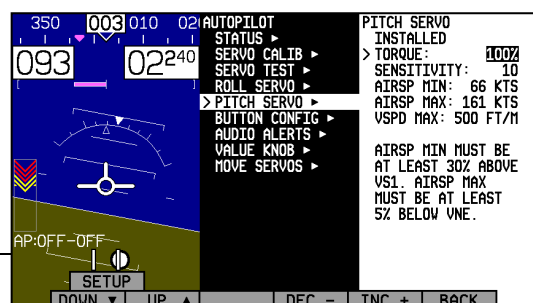 350 003 010 020
093
02240
AP:OFF-OFF
AUTOPILOT
STATUS ►
SERVO CALIB ►
SERVO TEST ►
ROLL SERVO ►
> PITCH SERVO ►
BUTTON CONFIG ►
AUDIO ALERTS ►
VALUE KNOB ►
MOVE SERVOS ►
PITCH SERVO
INSTALLED
> TORQUE: 100%
SENSITIVITY: 10
AIRSP MIN: 66 KTS
AIRSP MAX: 161 KTS
VSPD MAX: 500 FT/M
AIRSP MIN MUST BE
AT LEAST 30% ABOVE
VS1. AIRSP MAX
MUST BE AT LEAST
5% BELOW VNE.
SETUP
DOWN ▼ UP ▲ DEC - INC + BACK